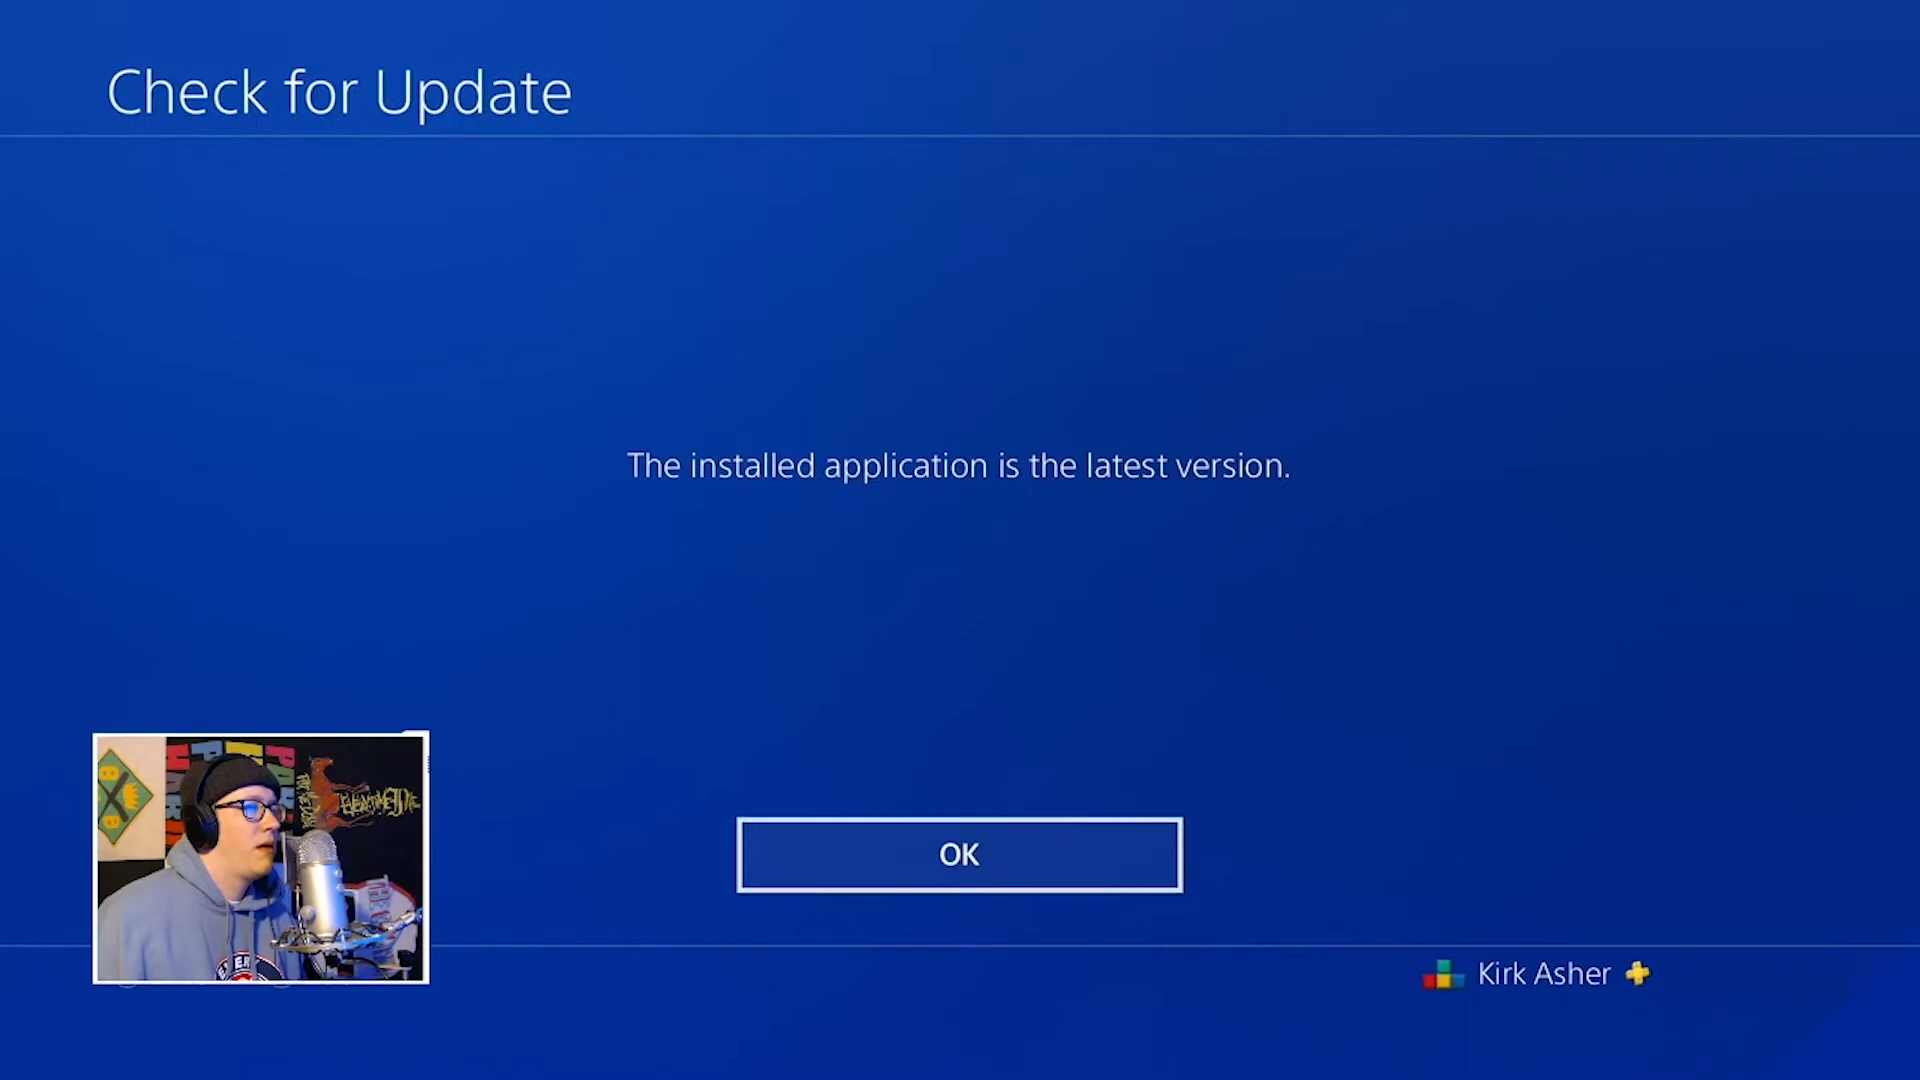 Check for Update
The installed application is the latest version.
OK
Kirk Asher